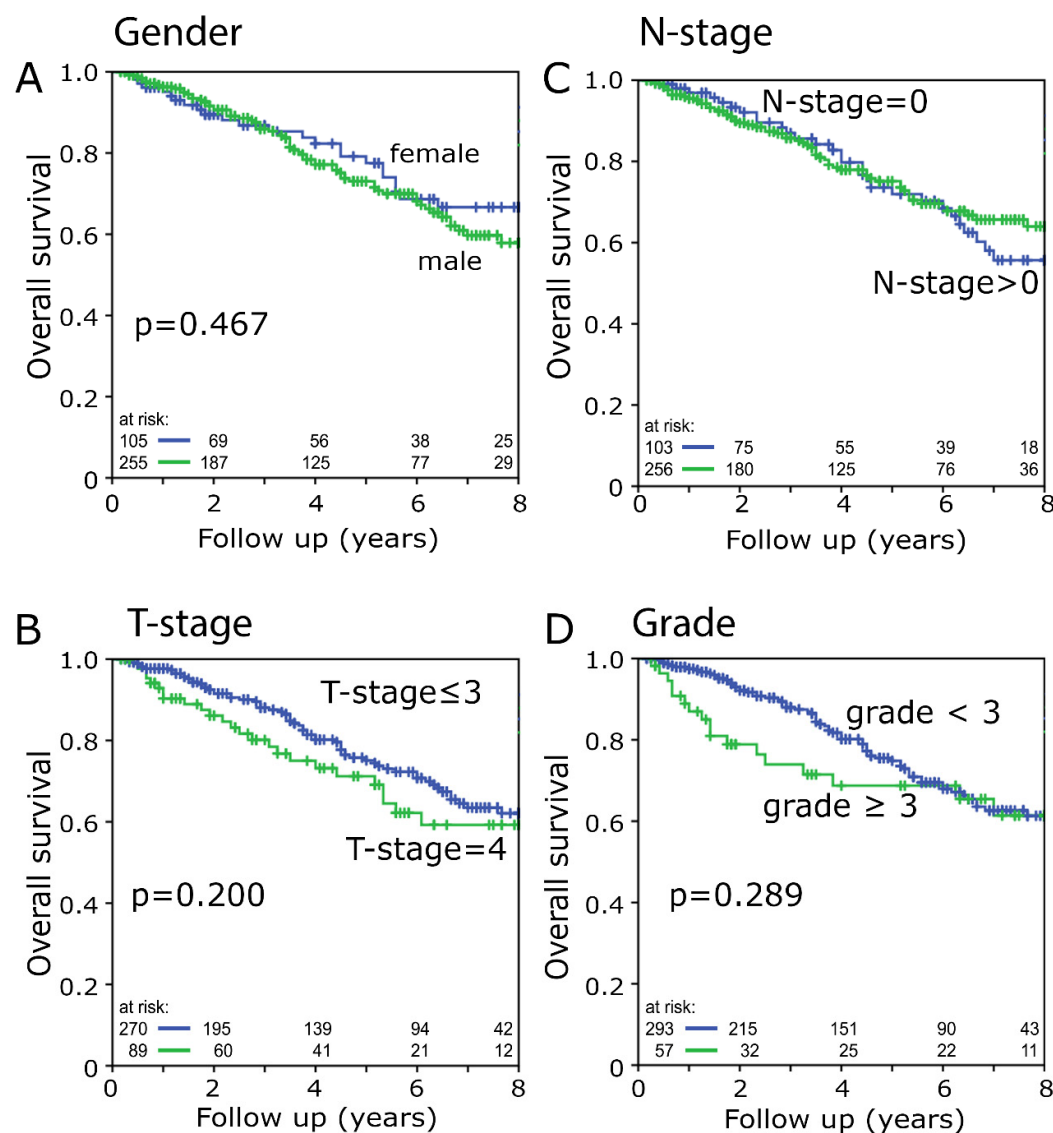 Gender
A
1.0
0.8
0.6
0.4
0.2
0
Overall survival
female
male
p=0.467
at risk:
105 69 56 38 25
255 187 125 77 29
0 2 4 6 8
Follow up (years)
N-stage
C
1.0
0.8
0.6
0.4
0.2
0
Overall survival
N-stage=0
N-stage>0
at risk:
103 75 55 39 18
256 180 125 76 36
0 2 4 6 8
Follow up (years)
T-stage
B
1.0
0.8
0.6
0.4
0.2
0
Overall survival
T-stage≤3
T-stage=4
p=0.200
at risk:
270 195 139 94 42
89 60 41 21 12
0 2 4 6 8
Follow up (years)
Grade
D
1.0
0.8
0.6
0.4
0.2
0
Overall survival
grade < 3
grade ≥ 3
p=0.289
at risk:
293 215 151 90 43
57 32 25 22 11
0 2 4 6 8
Follow up (years)